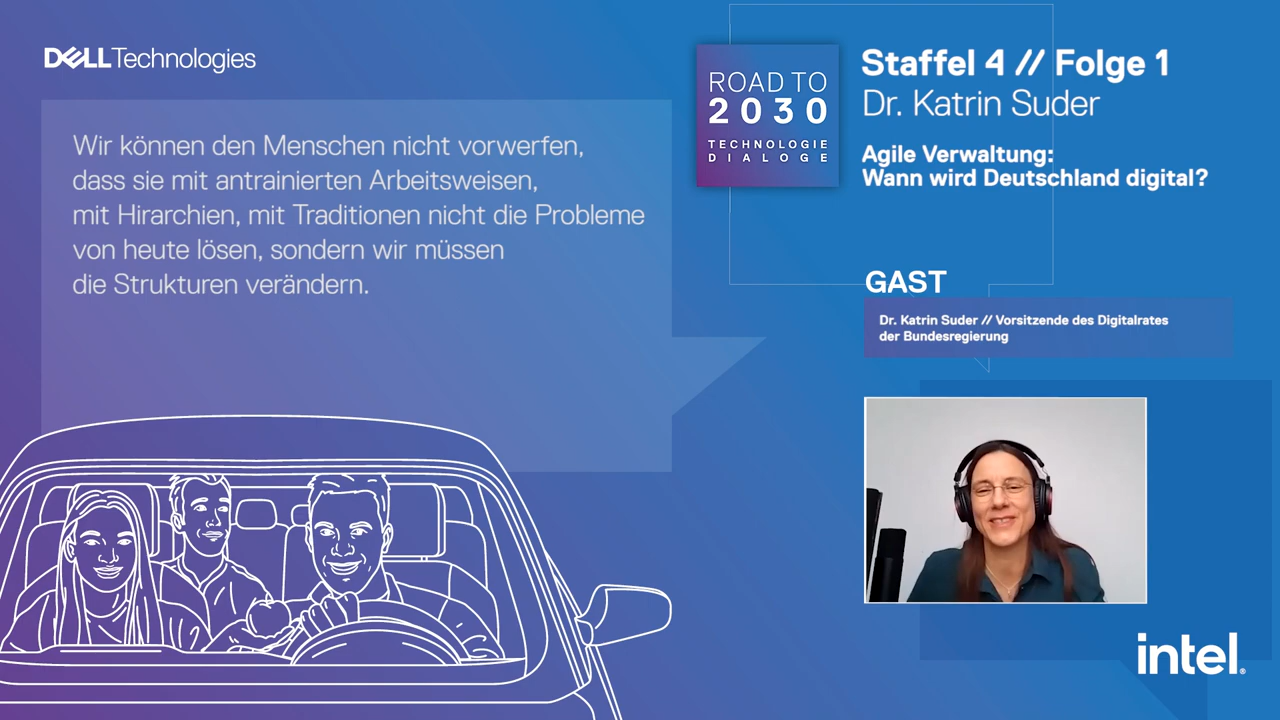 DELL Technologies
Wir können den Menschen nicht vorwerfen,
dass sie mit antrainierten Arbeitsweisen,
mit Hirarchien, mit Traditionen nicht die Probleme
von heute lösen, sondern wir müssen
die Strukturen verändern.
ROAD TO
2030
TECHNOLOGIE
DIALOGE
Staffel 4 // Folge 1
Dr. Katrin Suder
Agile Verwaltung:
Wann wird Deutschland digital?
GAST
Dr. Katrin Suder // Vorsitzende des Digitalrates
der Bundesregierung
intel.